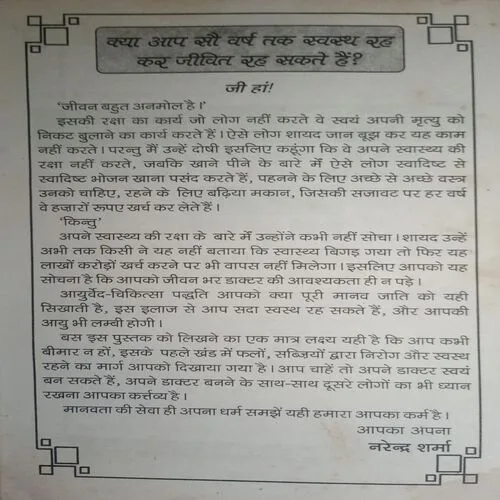 क्या आप सौ वर्ष तक स्वस्थ रह
कर जीवित रह सकते हैं?
जी हां!
'जीवन बहुत अनमोल है।'
इसकी रक्षा का कार्य जो लोग नहीं करते वे स्वयं अपनी मृत्यु को
निकट बुलाने का कार्य करते हैं। ऐसे लोग शायद जान बूझ कर यह काम
नहीं करते। परन्तु मैं उन्हें दोषी इसलिए कहूंगा कि वे अपने स्वास्थ्य की
रक्षा नहीं करते, जबकि खाने पीने के बारे में ऐसे लोग स्वादिष्ट से
स्वादिष्ट भोजन खाना पसंद करते हैं, पहनने के लिए अच्छे से अच्छे वस्त्र
उनको चाहिए, रहने के लिए बढ़िया मकान, जिसकी सजावट पर हर वर्ष
वे हज़ारों रूपए खर्च कर लेते हैं।
'किन्तु'
अपने स्वास्थ्य की रक्षा के बारे में उन्होंने कभी नहीं सोचा। शायद उन्हें
अभी तक किसी ने यह नहीं बताया कि स्वास्थ्य बिगड़ गया तो फिर यह
लाखों करोड़ों खर्च करने पर भी वापस नहीं मिलेगा। इसलिए आपको यह
सोचना है कि आपको जीवन भर डाक्टर की आवश्यकता ही न पड़े।
आयुर्वेद-चिकित्सा पद्धति आपको क्या पूरी मानव जाति को यही
सिखाती है, इस इलाज से आप सदा स्वस्थ रह सकते हैं, और आपकी
आयु भी लम्बी होगी।
बस इस पुस्तक को लिखने का एक मात्र लक्ष्य यही है कि आप कभी
बीमार न हों, इसके पहले खंड में फलों, सब्ज़ियों द्वारा निरोग और स्वस्थ
रहने का मार्ग आपको दिखाया गया है। आप चाहें तो अपने डाक्टर स्वयं
बन सकते हैं, अपने डाक्टर बनने के साथ-साथ दूसरे लोगों का भी ध्यान
रखना आपका कर्त्तव्य है।
मानवता की सेवा ही अपना धर्म समझें यही हमारा आपका कर्म है।
आपका अपना
नरेन्द्र शर्मा